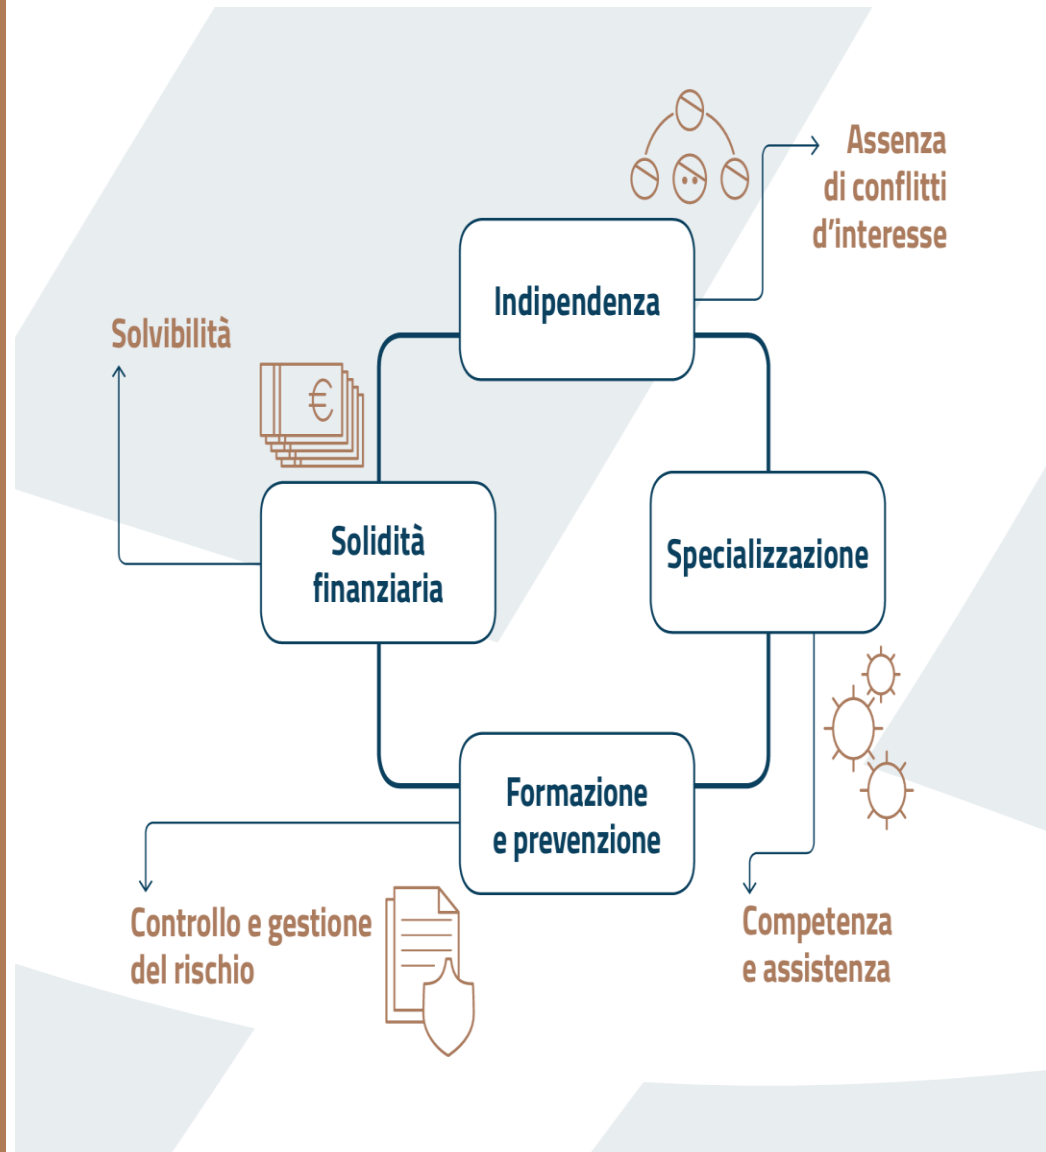 Assenza
di conflitti
d’interesse
Indipendenza
Solvibilità
€
Solidità
finanziaria
Specializzazione
Formazione
e prevenzione
Controllo e gestione
del rischio
Competenza
e assistenza